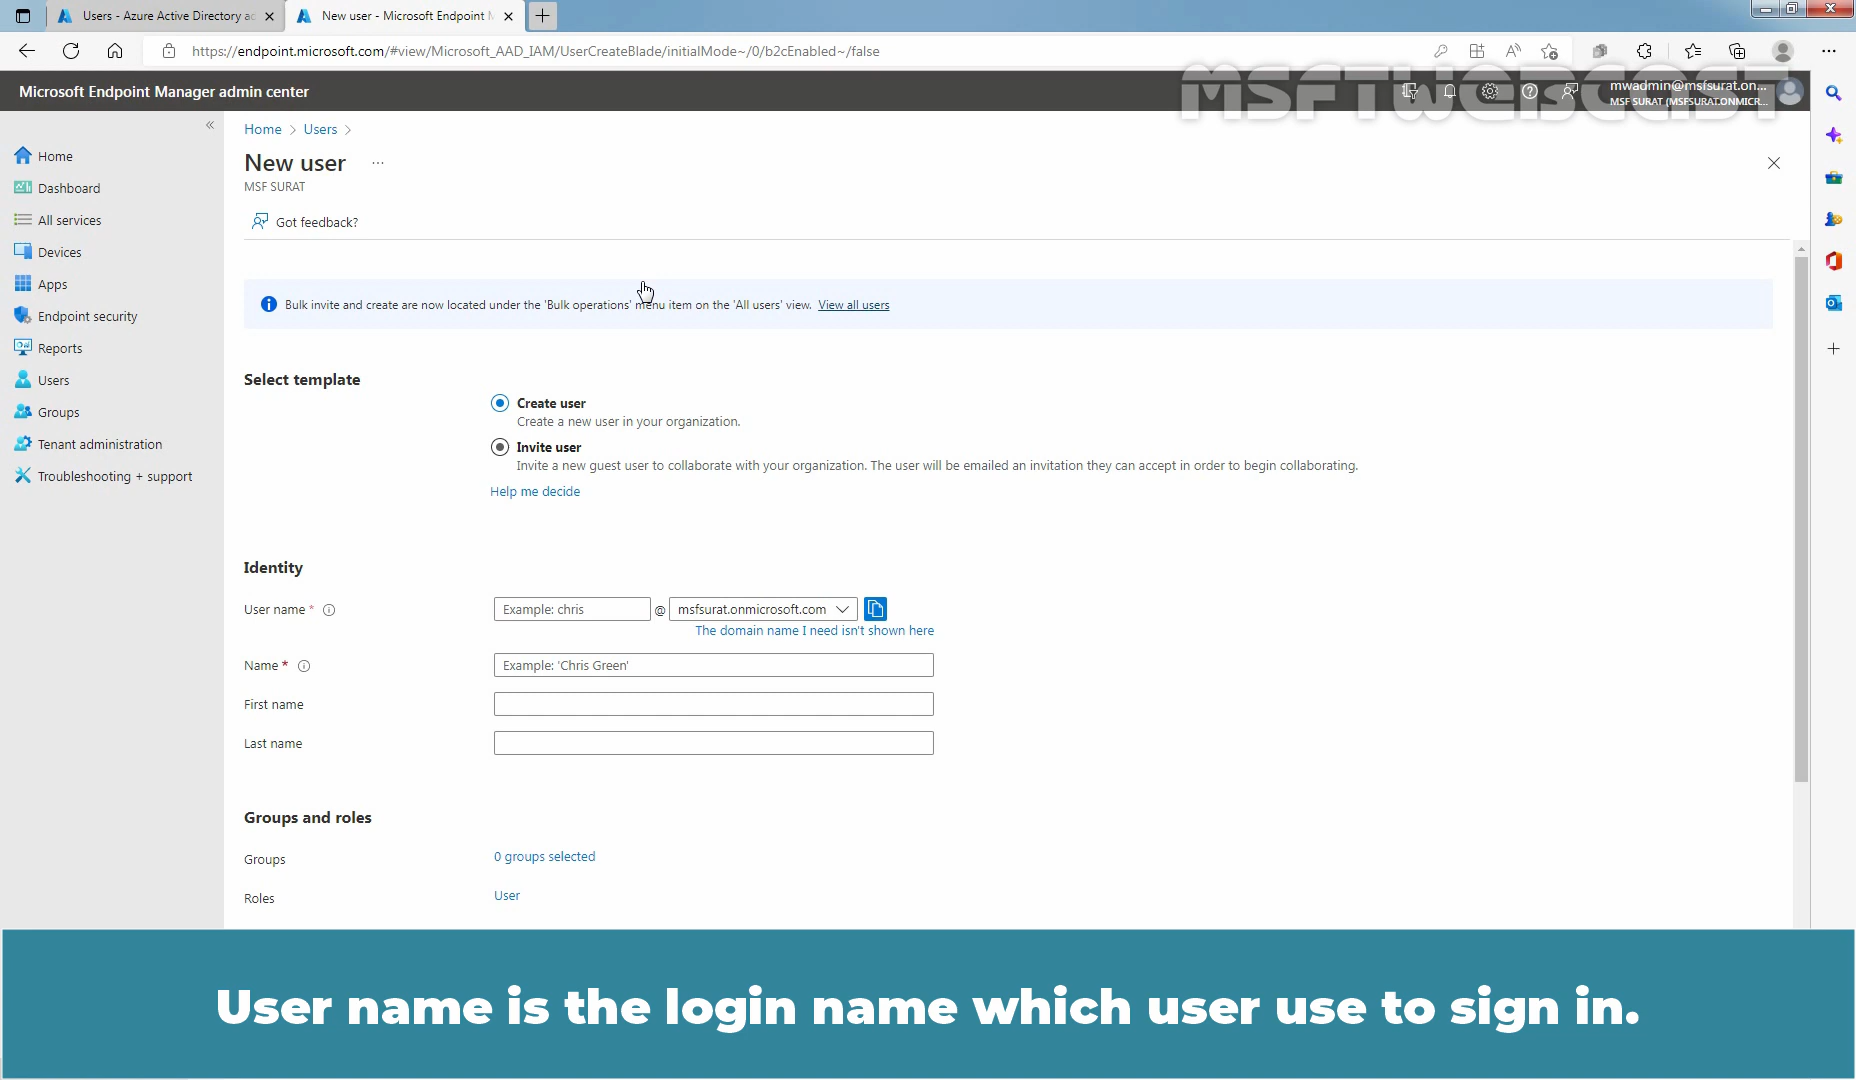 Users - Azure Active Directory ad
New user - Microsoft Endpoint M
https://endpoint.microsoft.com/#view/Microsoft_AAD_IAM/UserCreateBlade/initialMode~/0/b2cEnabled~/false
Microsoft Endpoint Manager admin center
MSFTWEBCAST
mwadmin@msfsurat.on...
MSF SURAT (MSFSURAT.ONMICR...
Home
Dashboard
All services
Devices
Apps
Endpoint security
Reports
Users
Groups
Tenant administration
Troubleshooting + support
Home > Users >
New user ...
MSF SURAT
Got feedback?
Bulk invite and create are now located under the 'Bulk operations' menu item on the 'All users' view. View all users
Select template
Create user
Create a new user in your organization.
Invite user
Invite a new guest user to collaborate with your organization. The user will be emailed an invitation they can accept in order to begin collaborating.
Help me decide
Identity
User name * Example: chris @ msfsurat.onmicrosoft.com
The domain name I need isn't shown here
Name * Example: 'Chris Green'
First name
Last name
Groups and roles
Groups 0 groups selected
Roles User
User name is the login name which user use to sign in.